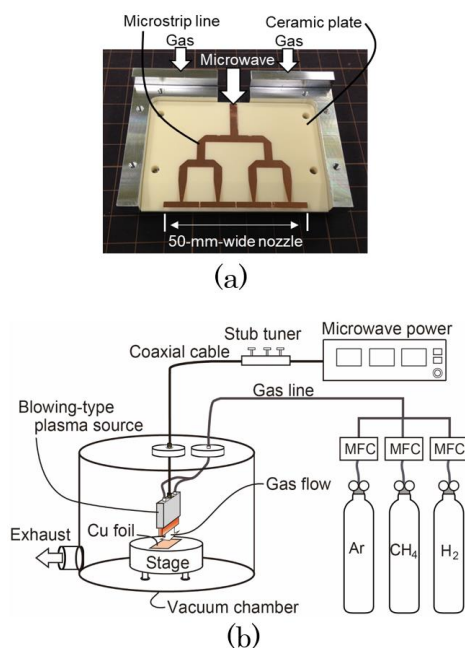 Microstrip line
Ceramic plate
Gas
Gas
Microwave
50-mm-wide nozzle
(a)
Stub tuner
Microwave power
Coaxial cable
Gas line
Blowing-type
plasma source
MFC
MFC
MFC
Gas flow
Cu foil
Exhaust
Stage
Ar
CH4
H2
Vacuum chamber
(b)